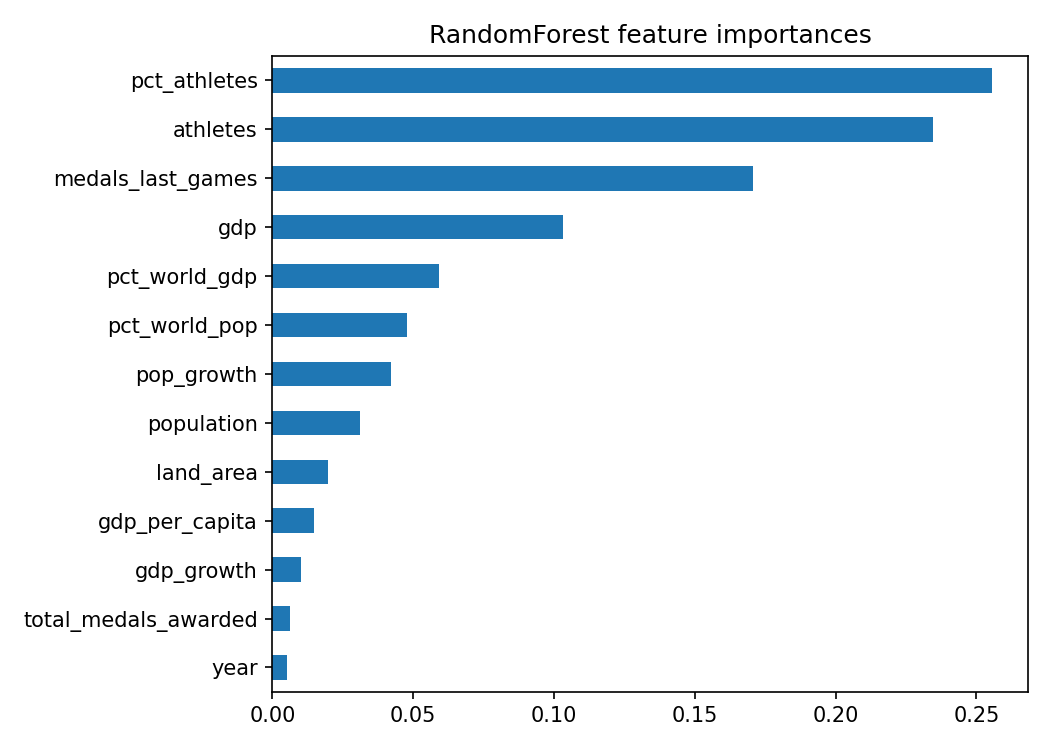 RandomForest feature importances
pct_athletes
athletes
medals_last_games
gdp
pct_world_gdp
pct_world_pop
pop_growth
population
land_area
gdp_per_capita
gdp_growth
total_medals_awarded
year
0.00 0.05 0.10 0.15 0.20 0.25